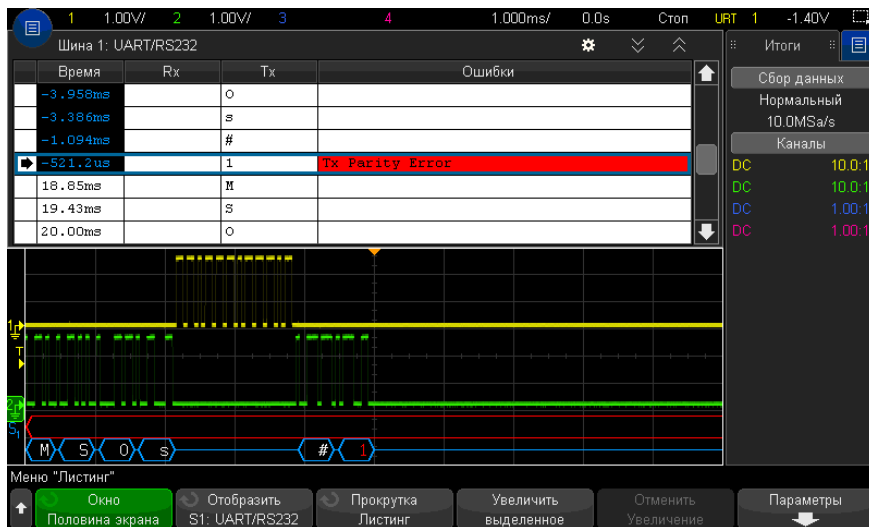 1 1.00V/ 2 1.00V/ 3 4 1.000ms/ 0.0s Стоп URT 1 -1.40V
Шина 1: UART/RS232
Время Rx Tx Ошибки
-3.958ms O
-3.386ms s
-1.094ms #
-521.2us 1 Tx Parity Error
18.85ms M
19.43ms S
20.00ms O
Итоги
Сбор данных
Нормальный
10.0MSa/s
Каналы
DC 10.0:1
DC 10.0:1
DC 1.00:1
DC 1.00:1
1
T
2
S1
M S O s # 1
Меню "Листинг"
Окно
Половина экрана
Отобразить
S1: UART/RS232
Прокрутка
Листинг
Увеличить
выделенное
Отменить
Увеличение
Параметры